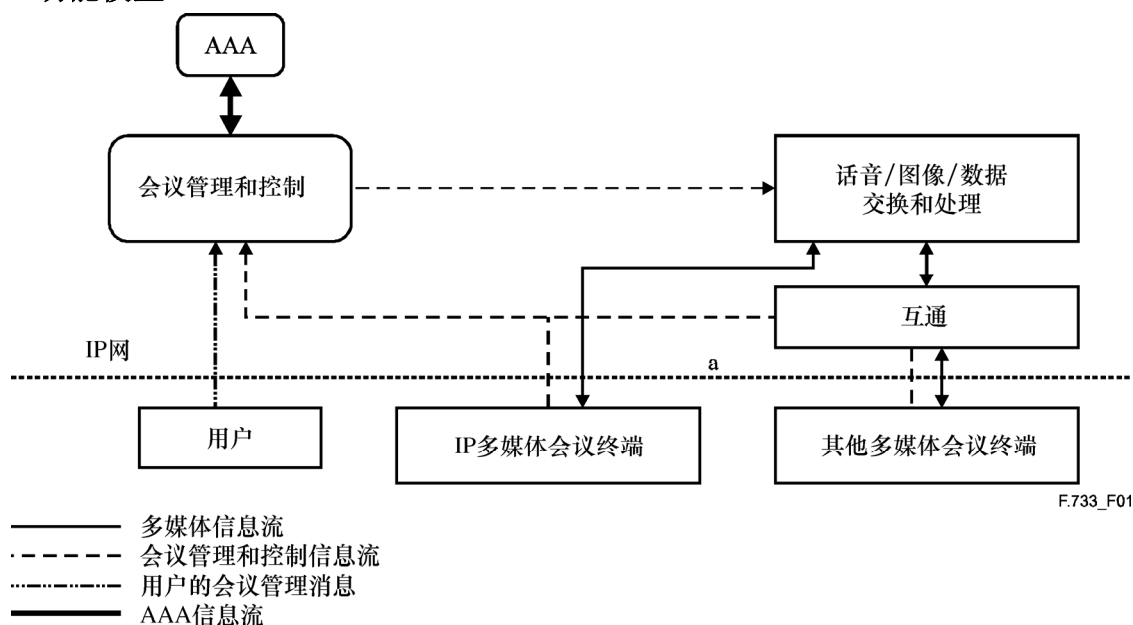 AAA
会议管理和控制
话音/图像/数据
交换和处理
互通
IP网
a
用户
IP多媒体会议终端
其他多媒体会议终端
F.733_F01
多媒体信息流
会议管理和控制信息流
用户的会议管理消息
AAA信息流